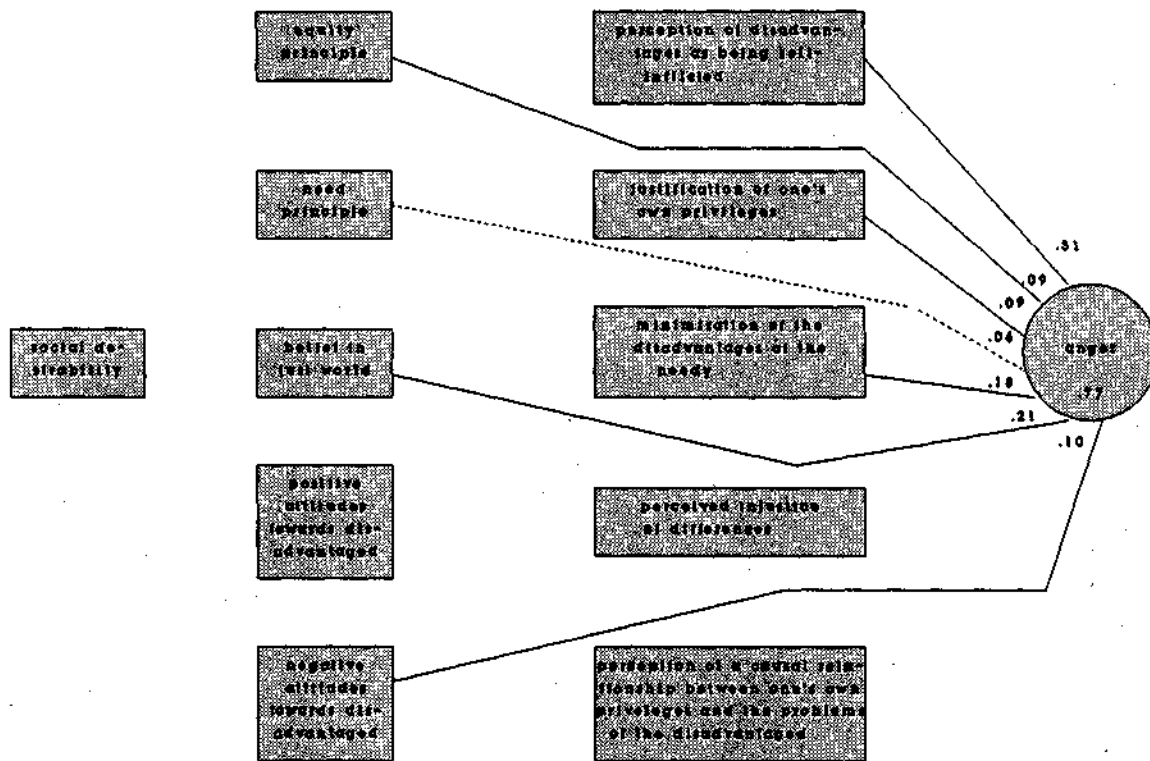 equity
principle
perception of disadvan-
tages as being self-
inflicted
need
principle
justification of one's
own privileges
.31
.09
.09
.04
social de-
sirability
belief in
just world
minimization of the
disadvantages of the
needy
anger
.77
.18
.21
.10
positive
attitudes
towards dis-
advantaged
perceived injustice
of differences
negative
attitudes
towards dis-
advantaged
perception of a causal rela-
tionship between one's own
privileges and the problems
of the disadvantaged